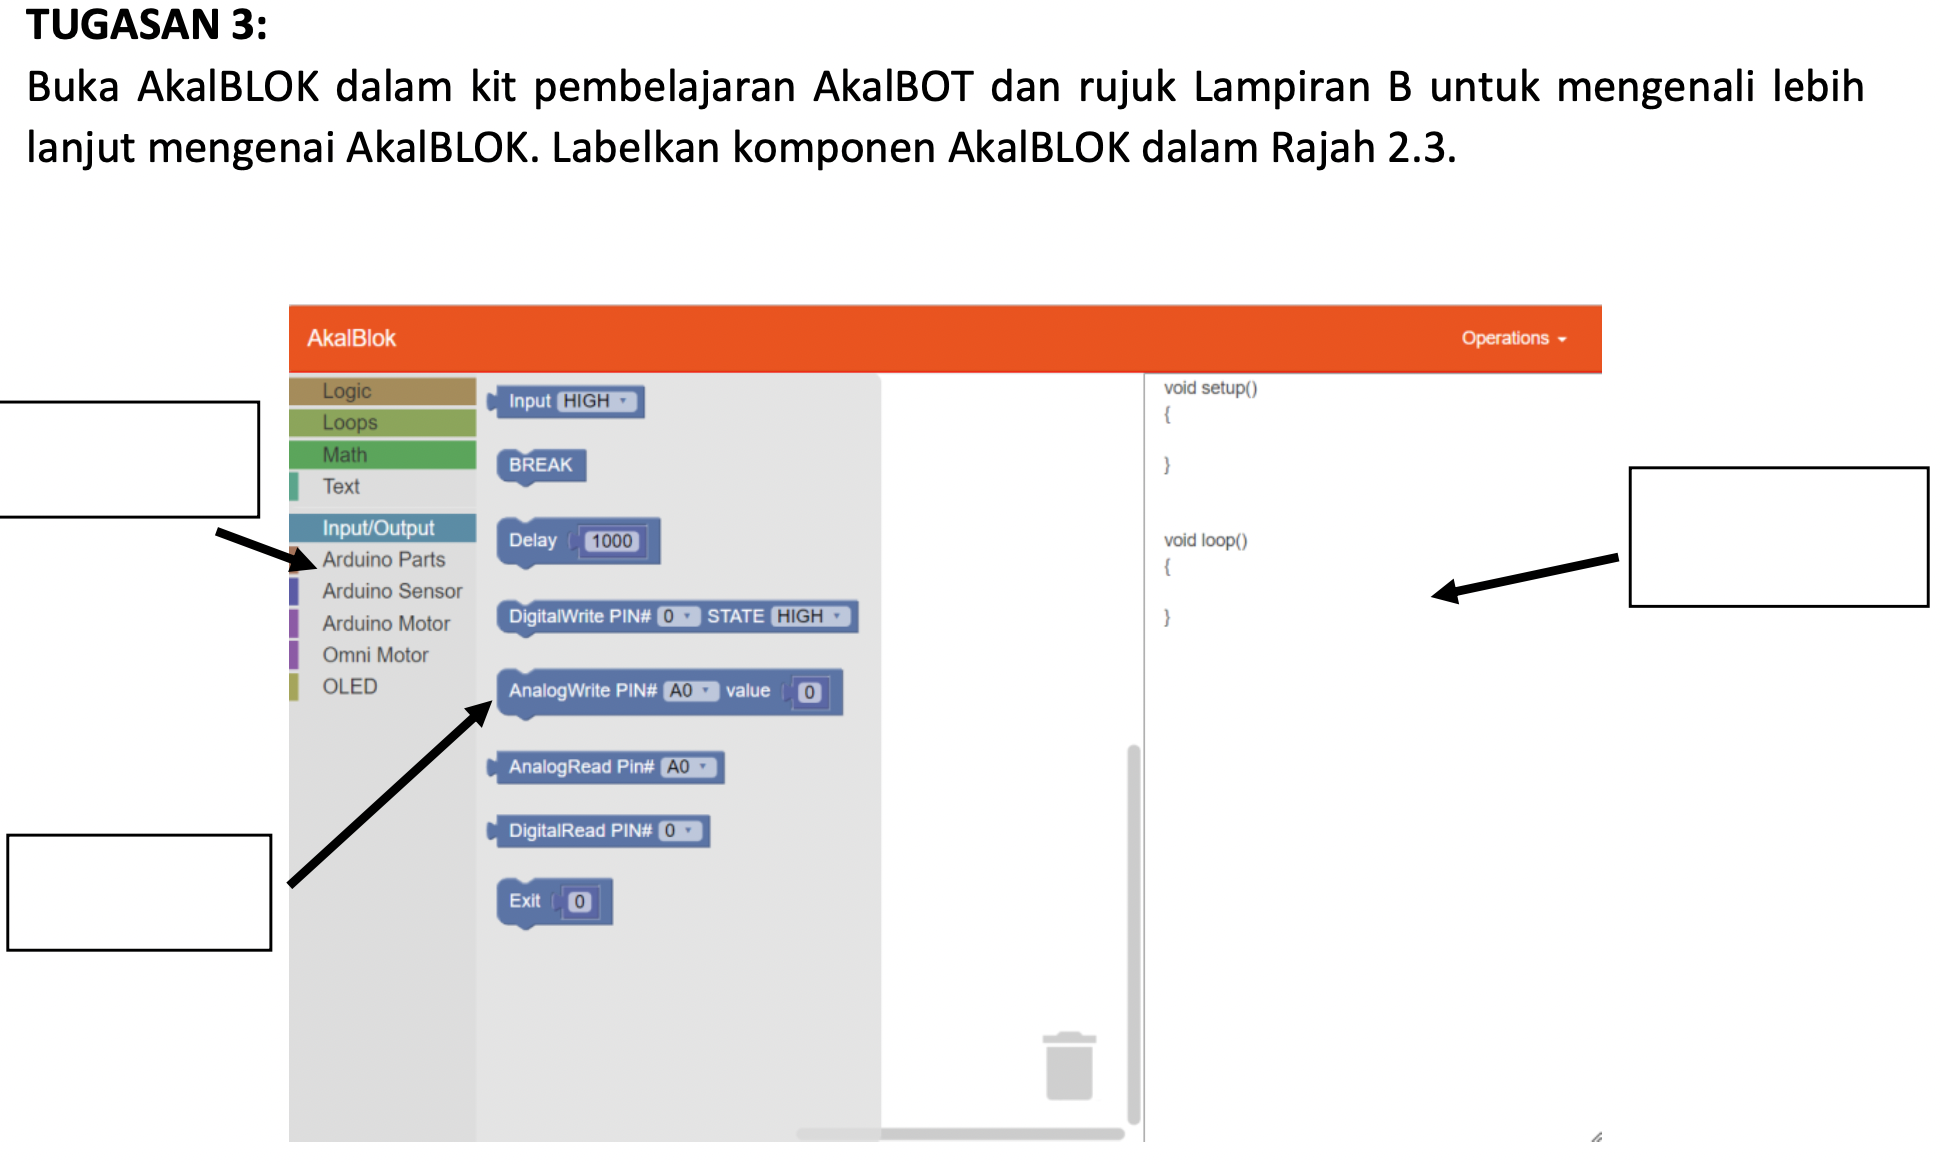 TUGASAN 3:
Buka AkalBLOK dalam kit pembelajaran AkalBOT dan rujuk Lampiran B untuk mengenali lebih
lanjut mengenai AkalBLOK. Labelkan komponen AkalBLOK dalam Rajah 2.3.
AkalBlok
Operations
Logic
Loops
Math
Text
Input/Output
Arduino Parts
Arduino Sensor
Arduino Motor
Omni Motor
OLED
Input HIGH
BREAK
Delay 1000
DigitalWrite PIN# 0 STATE HIGH
AnalogWrite PIN# A0 value 0
AnalogRead Pin# A0
DigitalRead PIN# 0
Exit 0
void setup()
{
}
void loop()
{
}